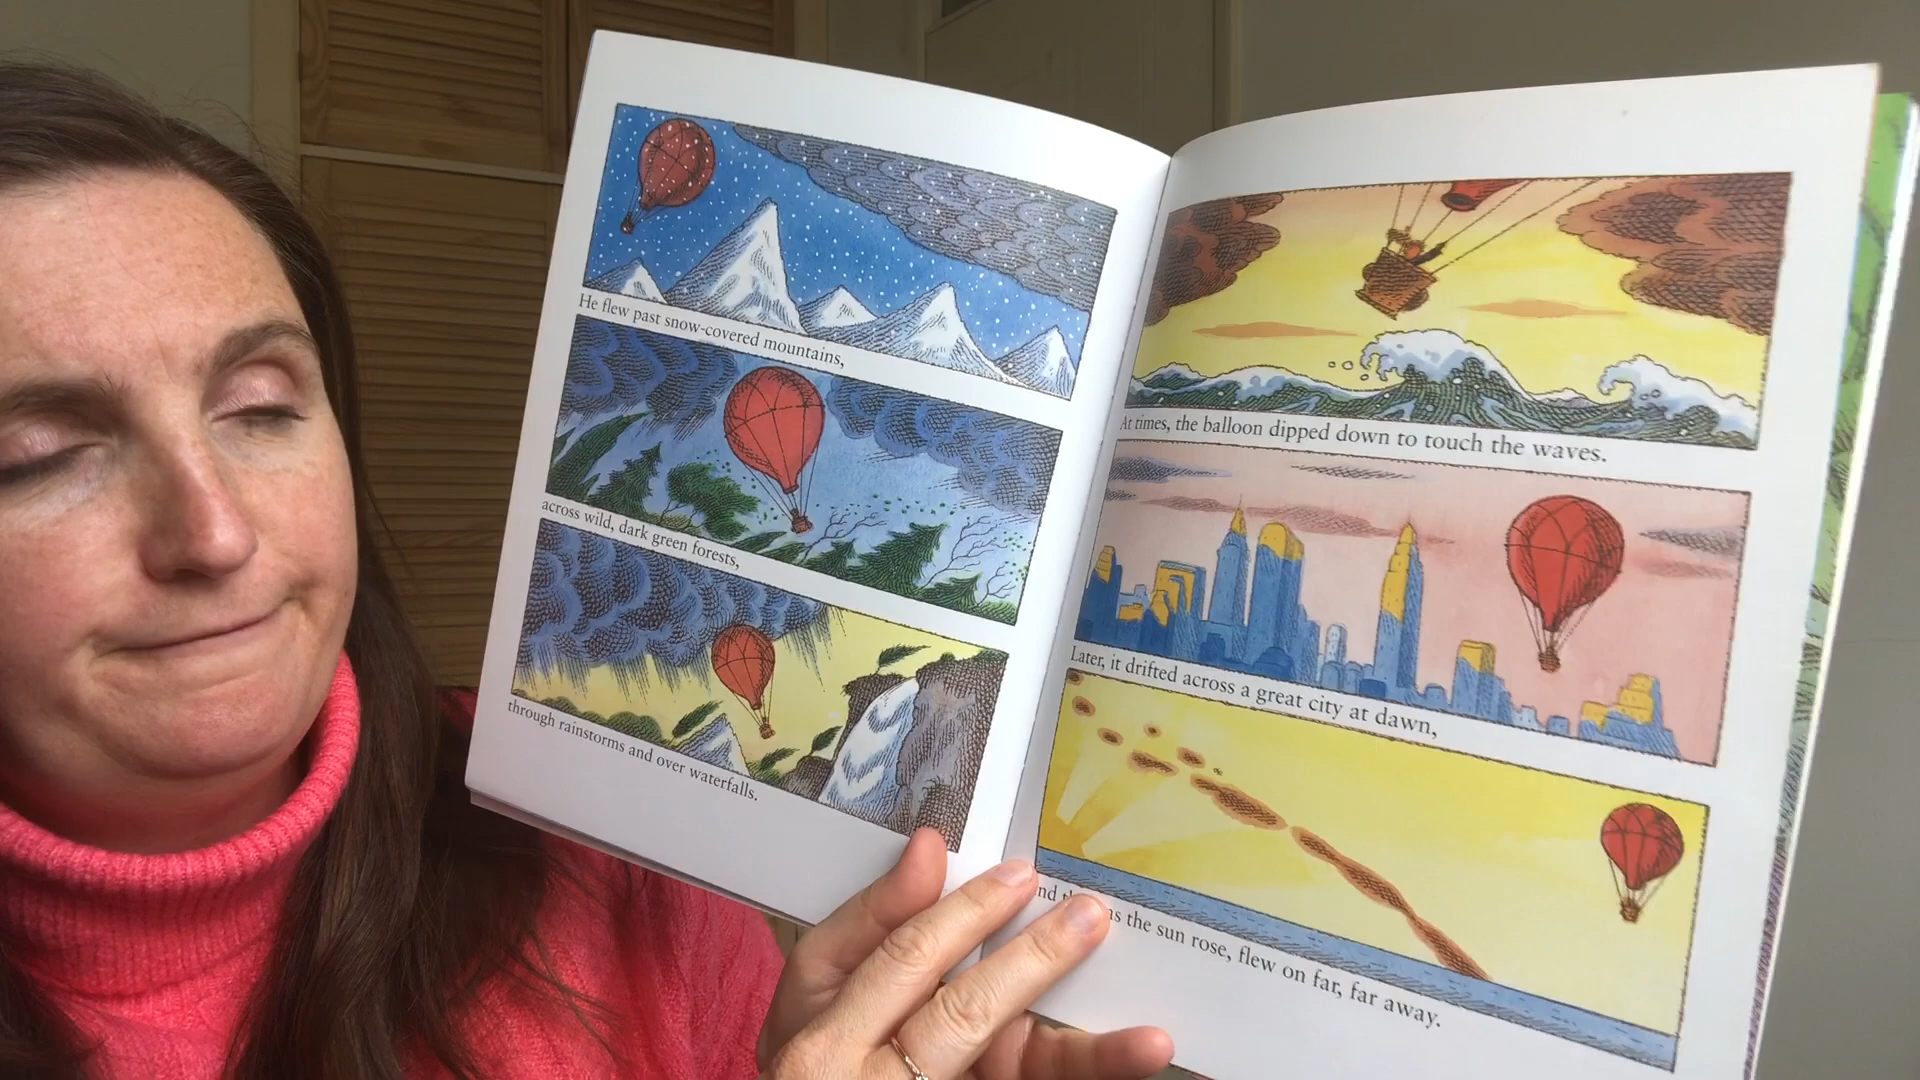 He flew past snow-covered mountains,
across wild, dark green forests,
through rainstorms and over waterfalls.
At times, the balloon dipped down to touch the waves.
Later, it drifted across a great city at dawn,
the sun rose, flew on far, far away.